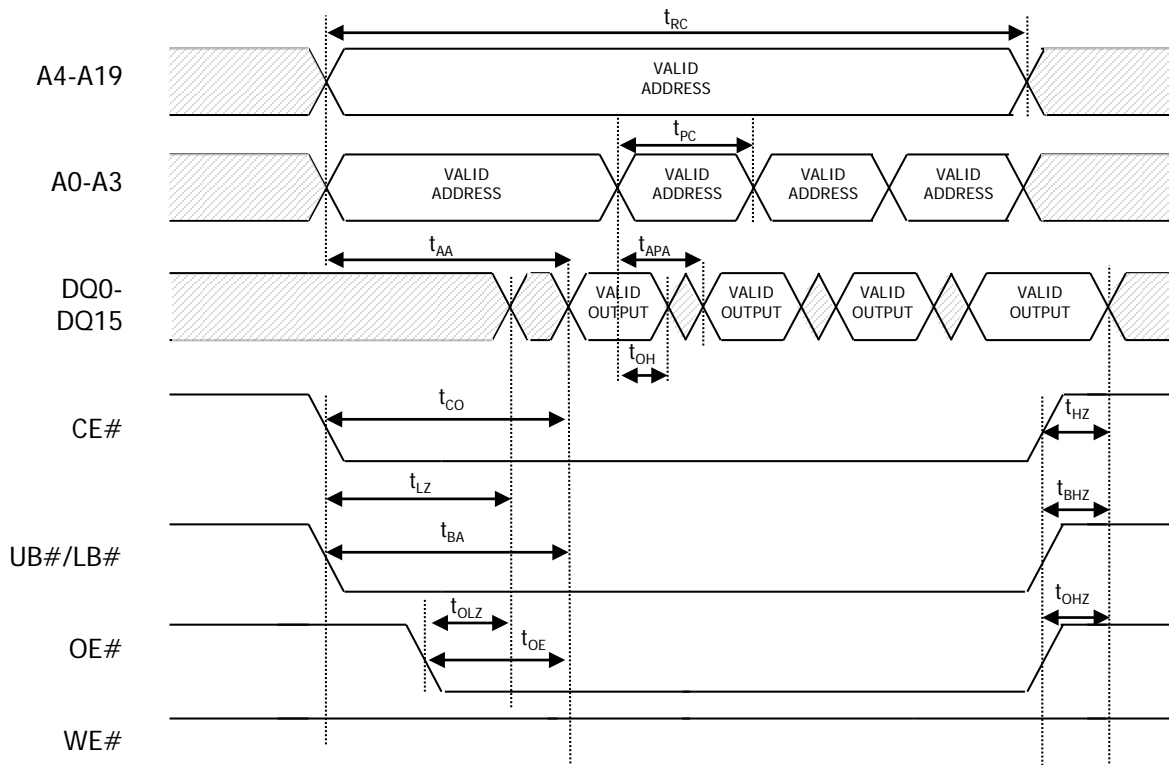 tRC
A4-A19
VALID
ADDRESS
tPC
A0-A3
VALID
ADDRESS
VALID
ADDRESS
VALID
ADDRESS
VALID
ADDRESS
tAA
tAPA
DQ0-
DQ15
VALID
OUTPUT
VALID
OUTPUT
VALID
OUTPUT
VALID
OUTPUT
tOH
tCO
CE#
tHZ
tLZ
tBHZ
tBA
UB#/LB#
tOLZ
tOHZ
OE#
tOE
WE#